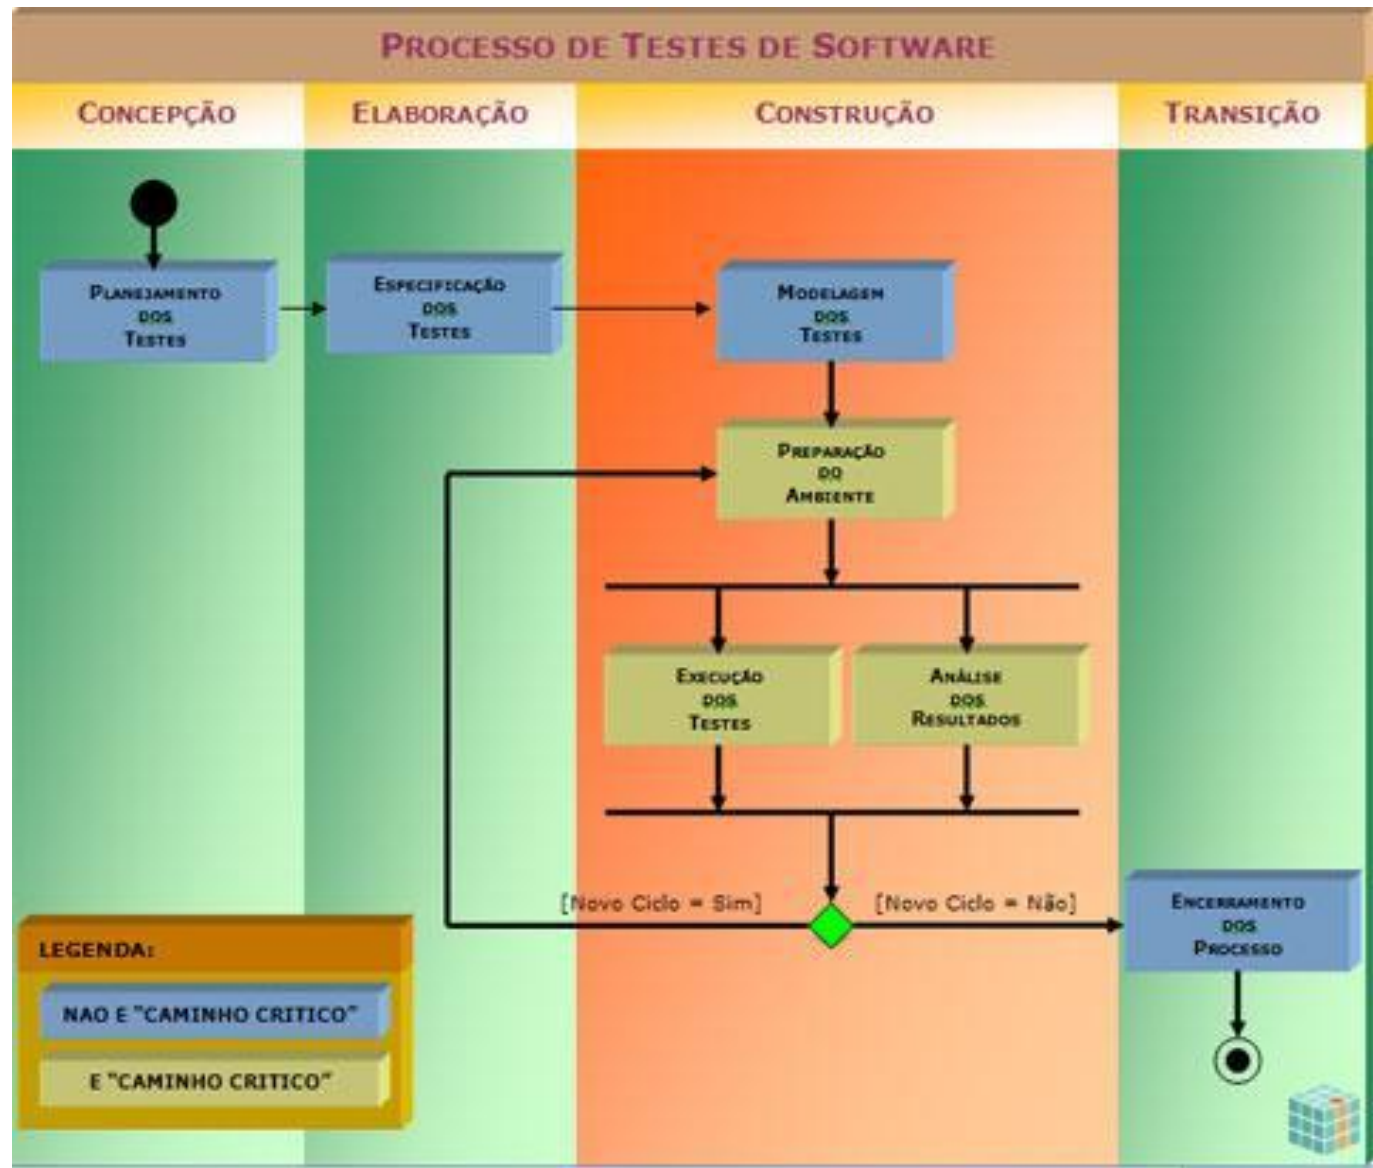 PROCESSO DE TESTES DE SOFTWARE
CONCEPÇÃO
ELABORAÇÃO
CONSTRUÇÃO
TRANSIÇÃO
PLANEJAMENTO
DOS
TESTES
ESPECIFICAÇÃO
DOS
TESTES
MODELAGEM
DOS
TESTES
PREPARAÇÃO
DO
AMBIENTE
EXECUÇÃO
DOS
TESTES
ANÁLISE
DOS
RESULTADOS
[Novo Ciclo = Sim]
[Novo Ciclo = Não]
ENCERRAMENTO
DOS
PROCESSO
LEGENDA:
NAO E "CAMINHO CRITICO"
E "CAMINHO CRITICO"